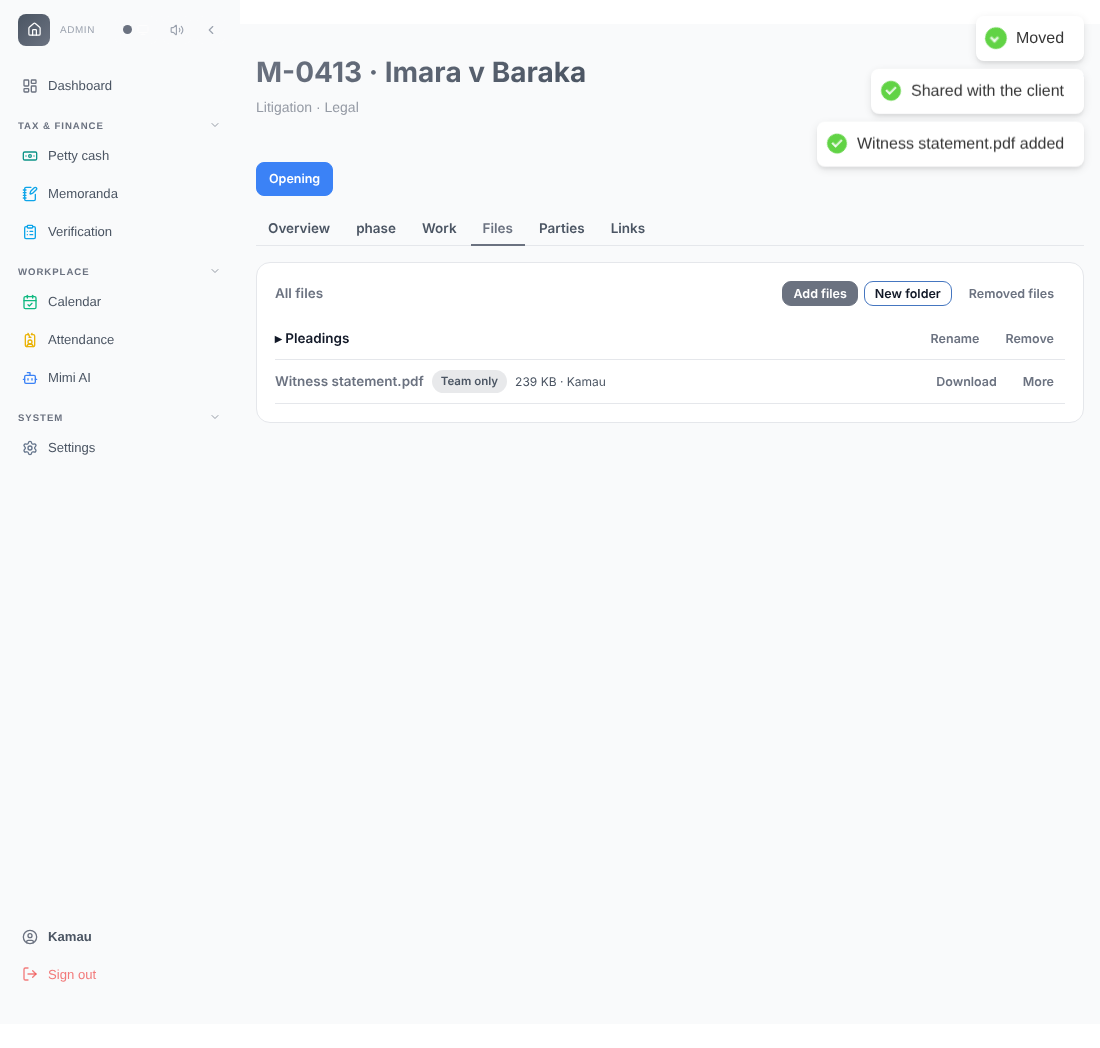 ADMIN
Dashboard
TAX & FINANCE
Petty cash
Memoranda
Verification
WORKPLACE
Calendar
Attendance
Mimi AI
SYSTEM
Settings
Kamau
Sign out
M-0413 · Imara v Baraka
Litigation · Legal
Opening
Overview phase Work Files Parties Links
All files Add files New folder Removed files
▸ Pleadings Rename Remove
Witness statement.pdf Team only 239 KB · Kamau Download More
Moved
Shared with the client
Witness statement.pdf added